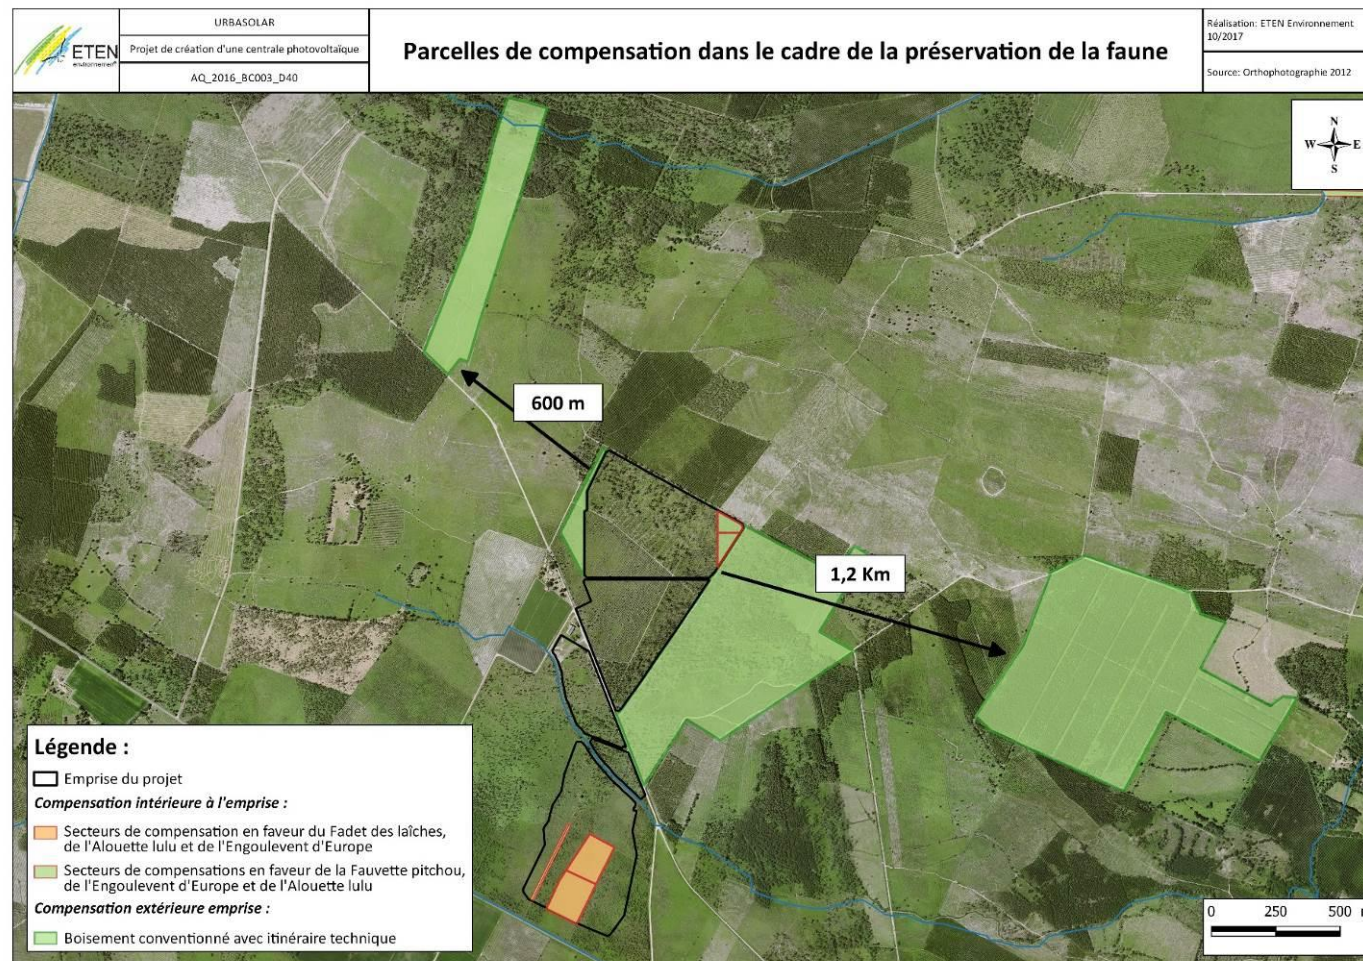 ETEN
environnement
URBASOLAR
Projet de création d'une centrale photovoltaïque
AQ_2016_BC003_D40
Parcelles de compensation dans le cadre de la préservation de la faune
Réalisation: ETEN Environnement
10/2017
Source: Orthophotographie 2012
N
W E
S
600 m
1,2 Km
Légende :
Emprise du projet
Compensation intérieure à l'emprise :
Secteurs de compensation en faveur du Fadet des laîches,
de l'Alouette lulu et de l'Engoulevent d'Europe
Secteurs de compensations en faveur de la Fauvette pitchou,
de l'Engoulevent d'Europe et de l'Alouette lulu
Compensation extérieure emprise :
Boisement conventionné avec itinéraire technique
0 250 500